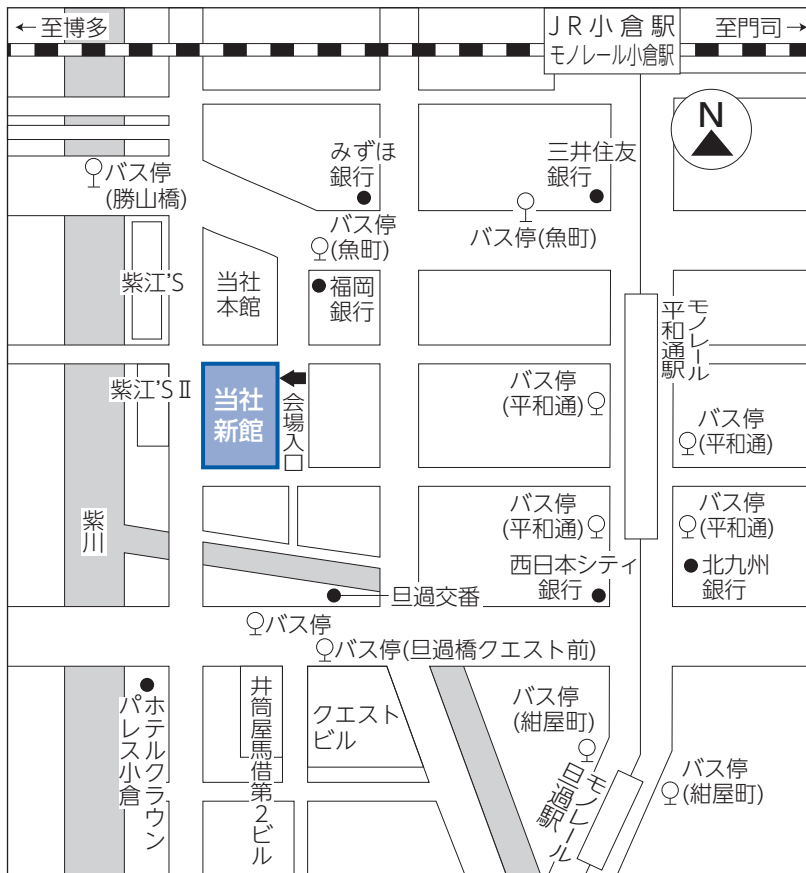 ←至博多
JR小倉駅
モノレール小倉駅
至門司→
N
バス停
(勝山橋)
みずほ
銀行
三井住友
銀行
バス停
(魚町)
バス停(魚町)
紫江'S
当社
本館
福岡
銀行
モノレール
平和通駅
紫江'SⅡ
当社
新館
会場入口
バス停
(平和通)
バス停
(平和通)
紫川
バス停
(平和通)
バス停
(平和通)
西日本シティ
銀行
北九州
銀行
旦過交番
バス停
バス停(旦過橋クエスト前)
ホテルクラウン
パレス小倉
井筒屋馬借第2ビル
クエスト
ビル
バス停
(紺屋町)
モノレール
旦過駅
バス停
(紺屋町)